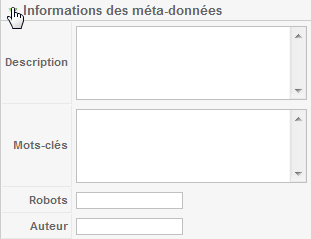 Informations des méta-données
Description
Mots-clés
Robots
Auteur